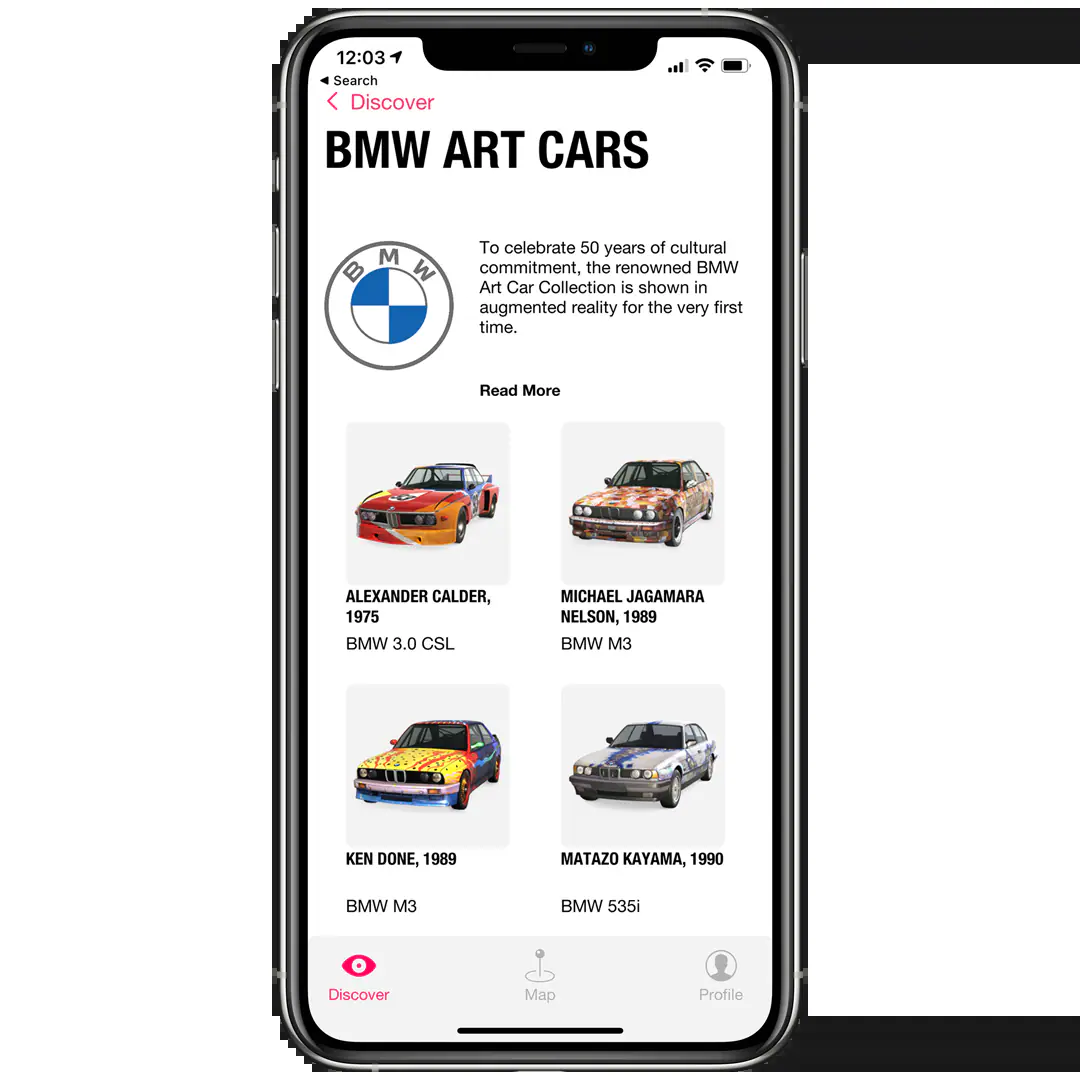 12:03
Search
Discover
BMW ART CARS
BMW
To celebrate 50 years of cultural
commitment, the renowned BMW
Art Car Collection is shown in
augmented reality for the very first
time.
Read More
ALEXANDER CALDER,
1975
BMW 3.0 CSL
MICHAEL JAGAMARA
NELSON, 1989
BMW M3
KEN DONE, 1989
BMW M3
MATAZO KAYAMA, 1990
BMW 535i
Discover
Map
Profile